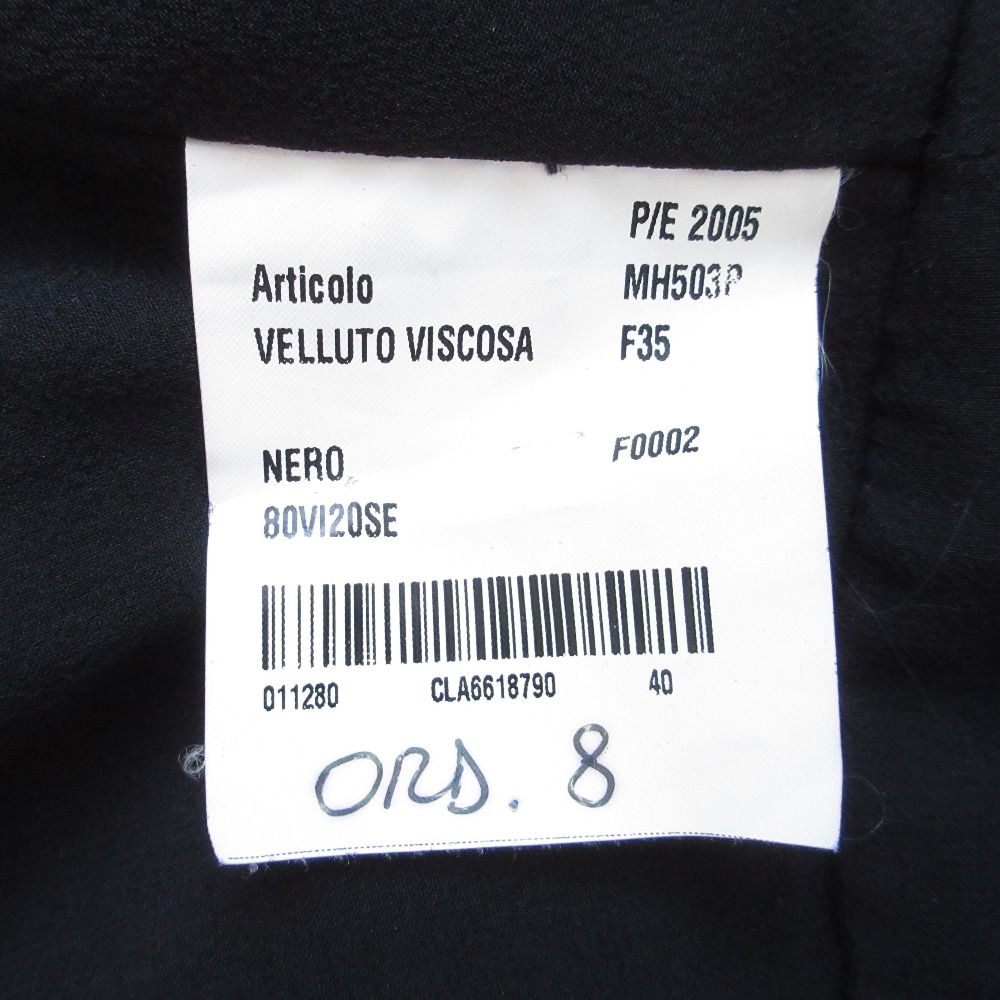 P/E 2005
Articolo MH503P
VELLUTO VISCOSA F35
NERO F0002
80VI20SE
011280 CLA6618790 40
ORD. 8